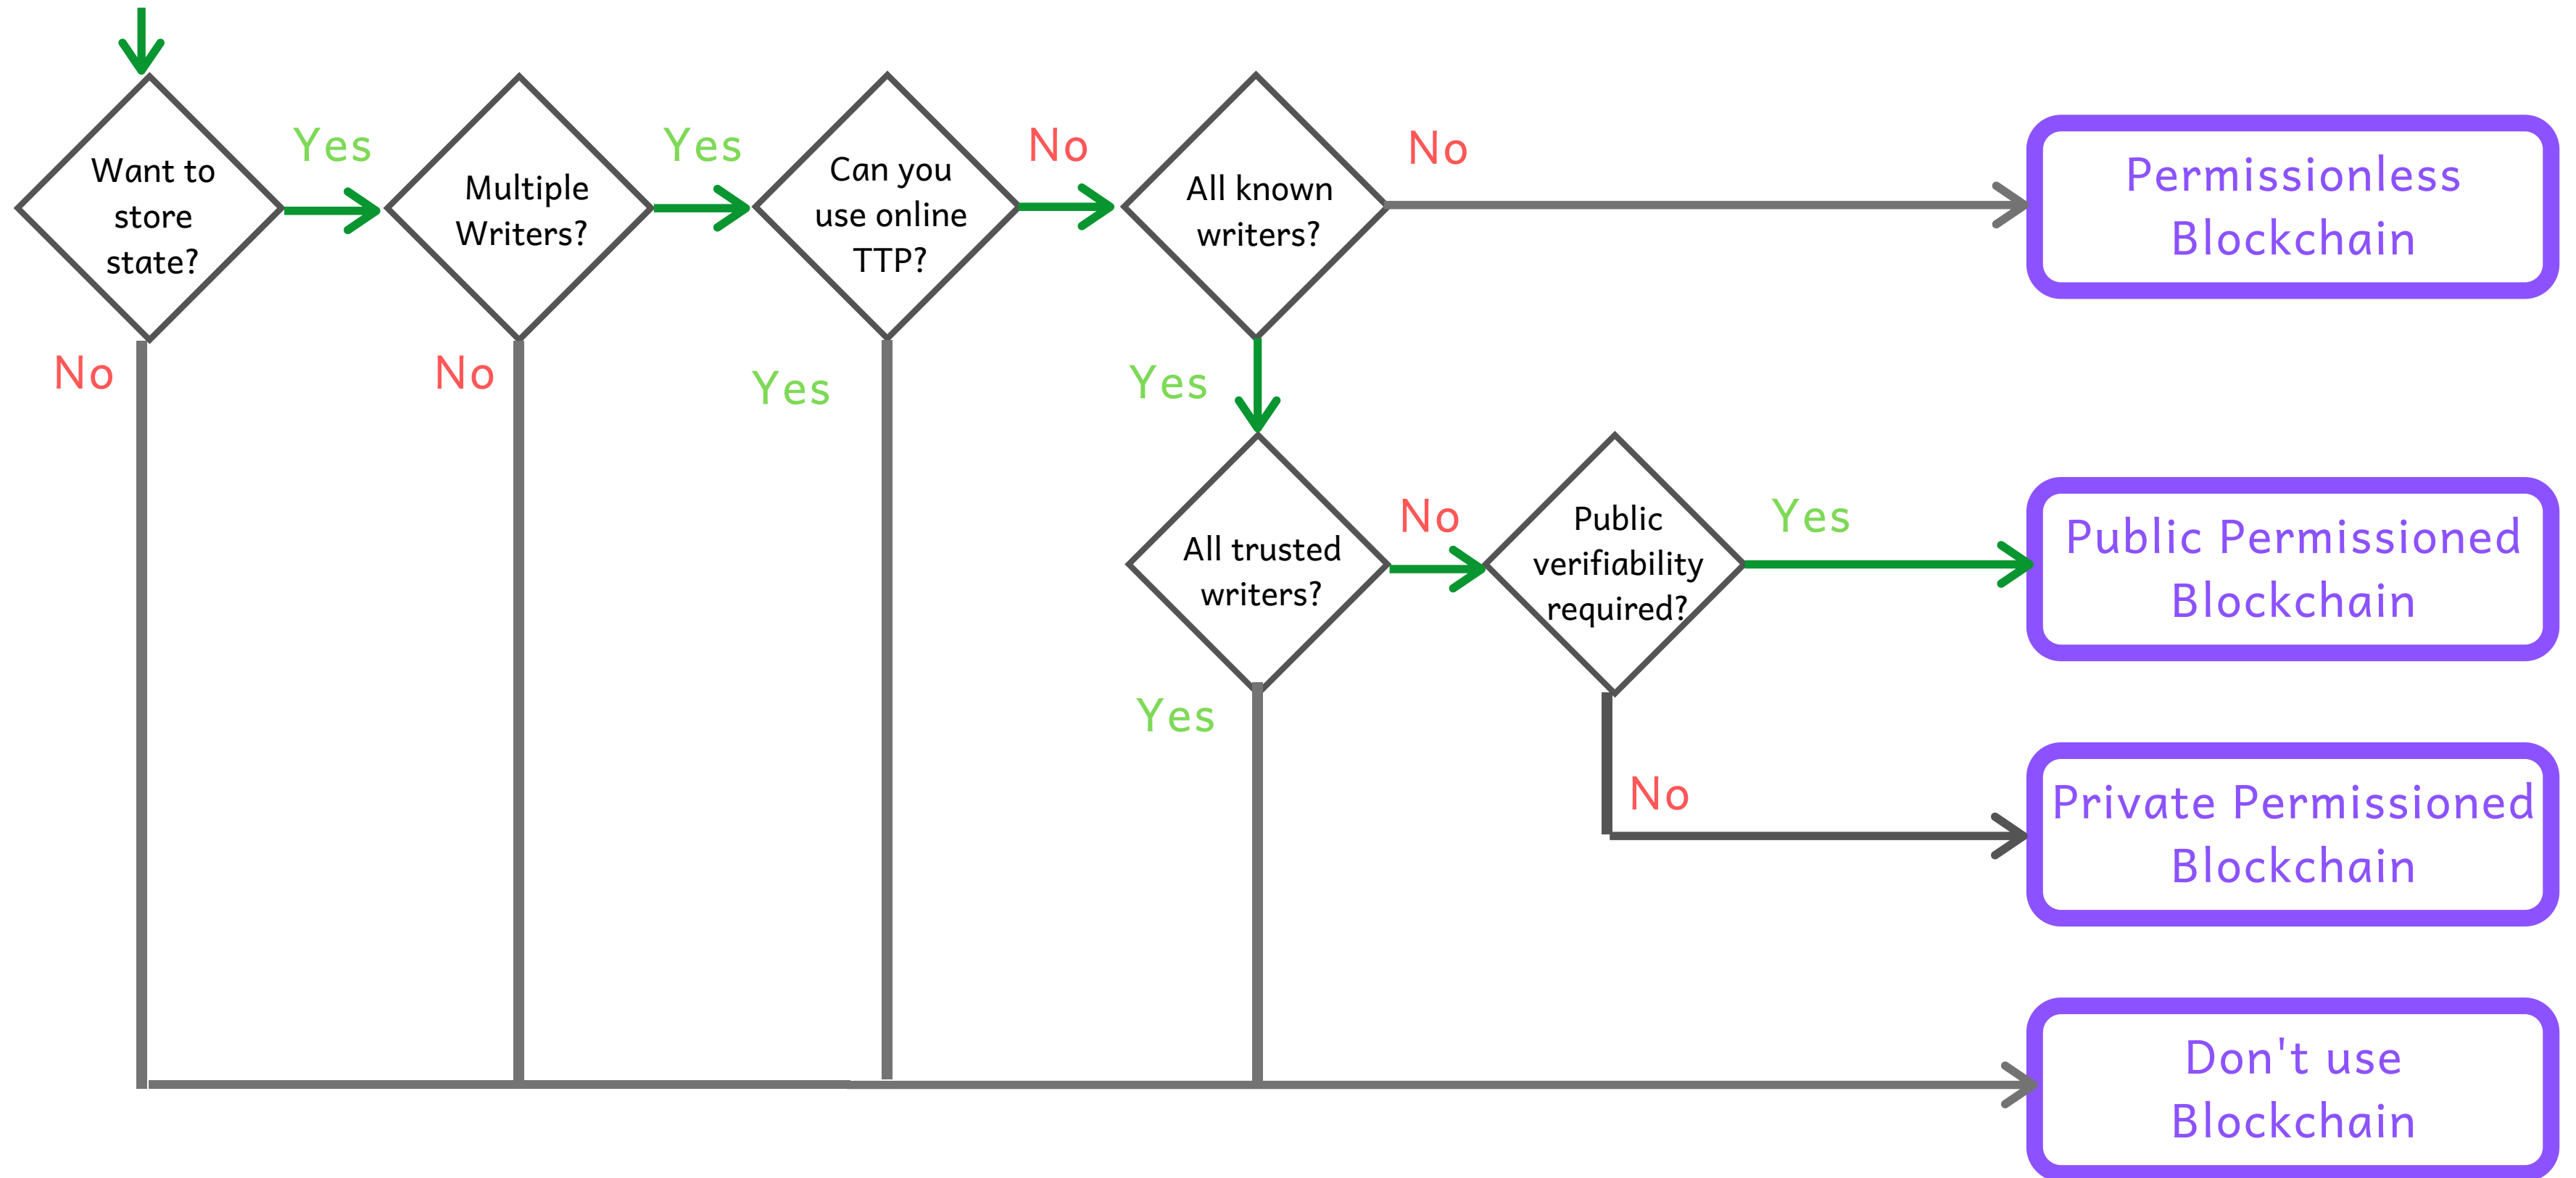 Want to
store
state?
Yes
No
Multiple
Writers?
Yes
No
Can you
use online
TTP?
No
Yes
All known
writers?
No
Yes
Permissionless
Blockchain
All trusted
writers?
No
Yes
Public
verifiability
required?
Yes
No
Public Permissioned
Blockchain
Private Permissioned
Blockchain
Don't use
Blockchain